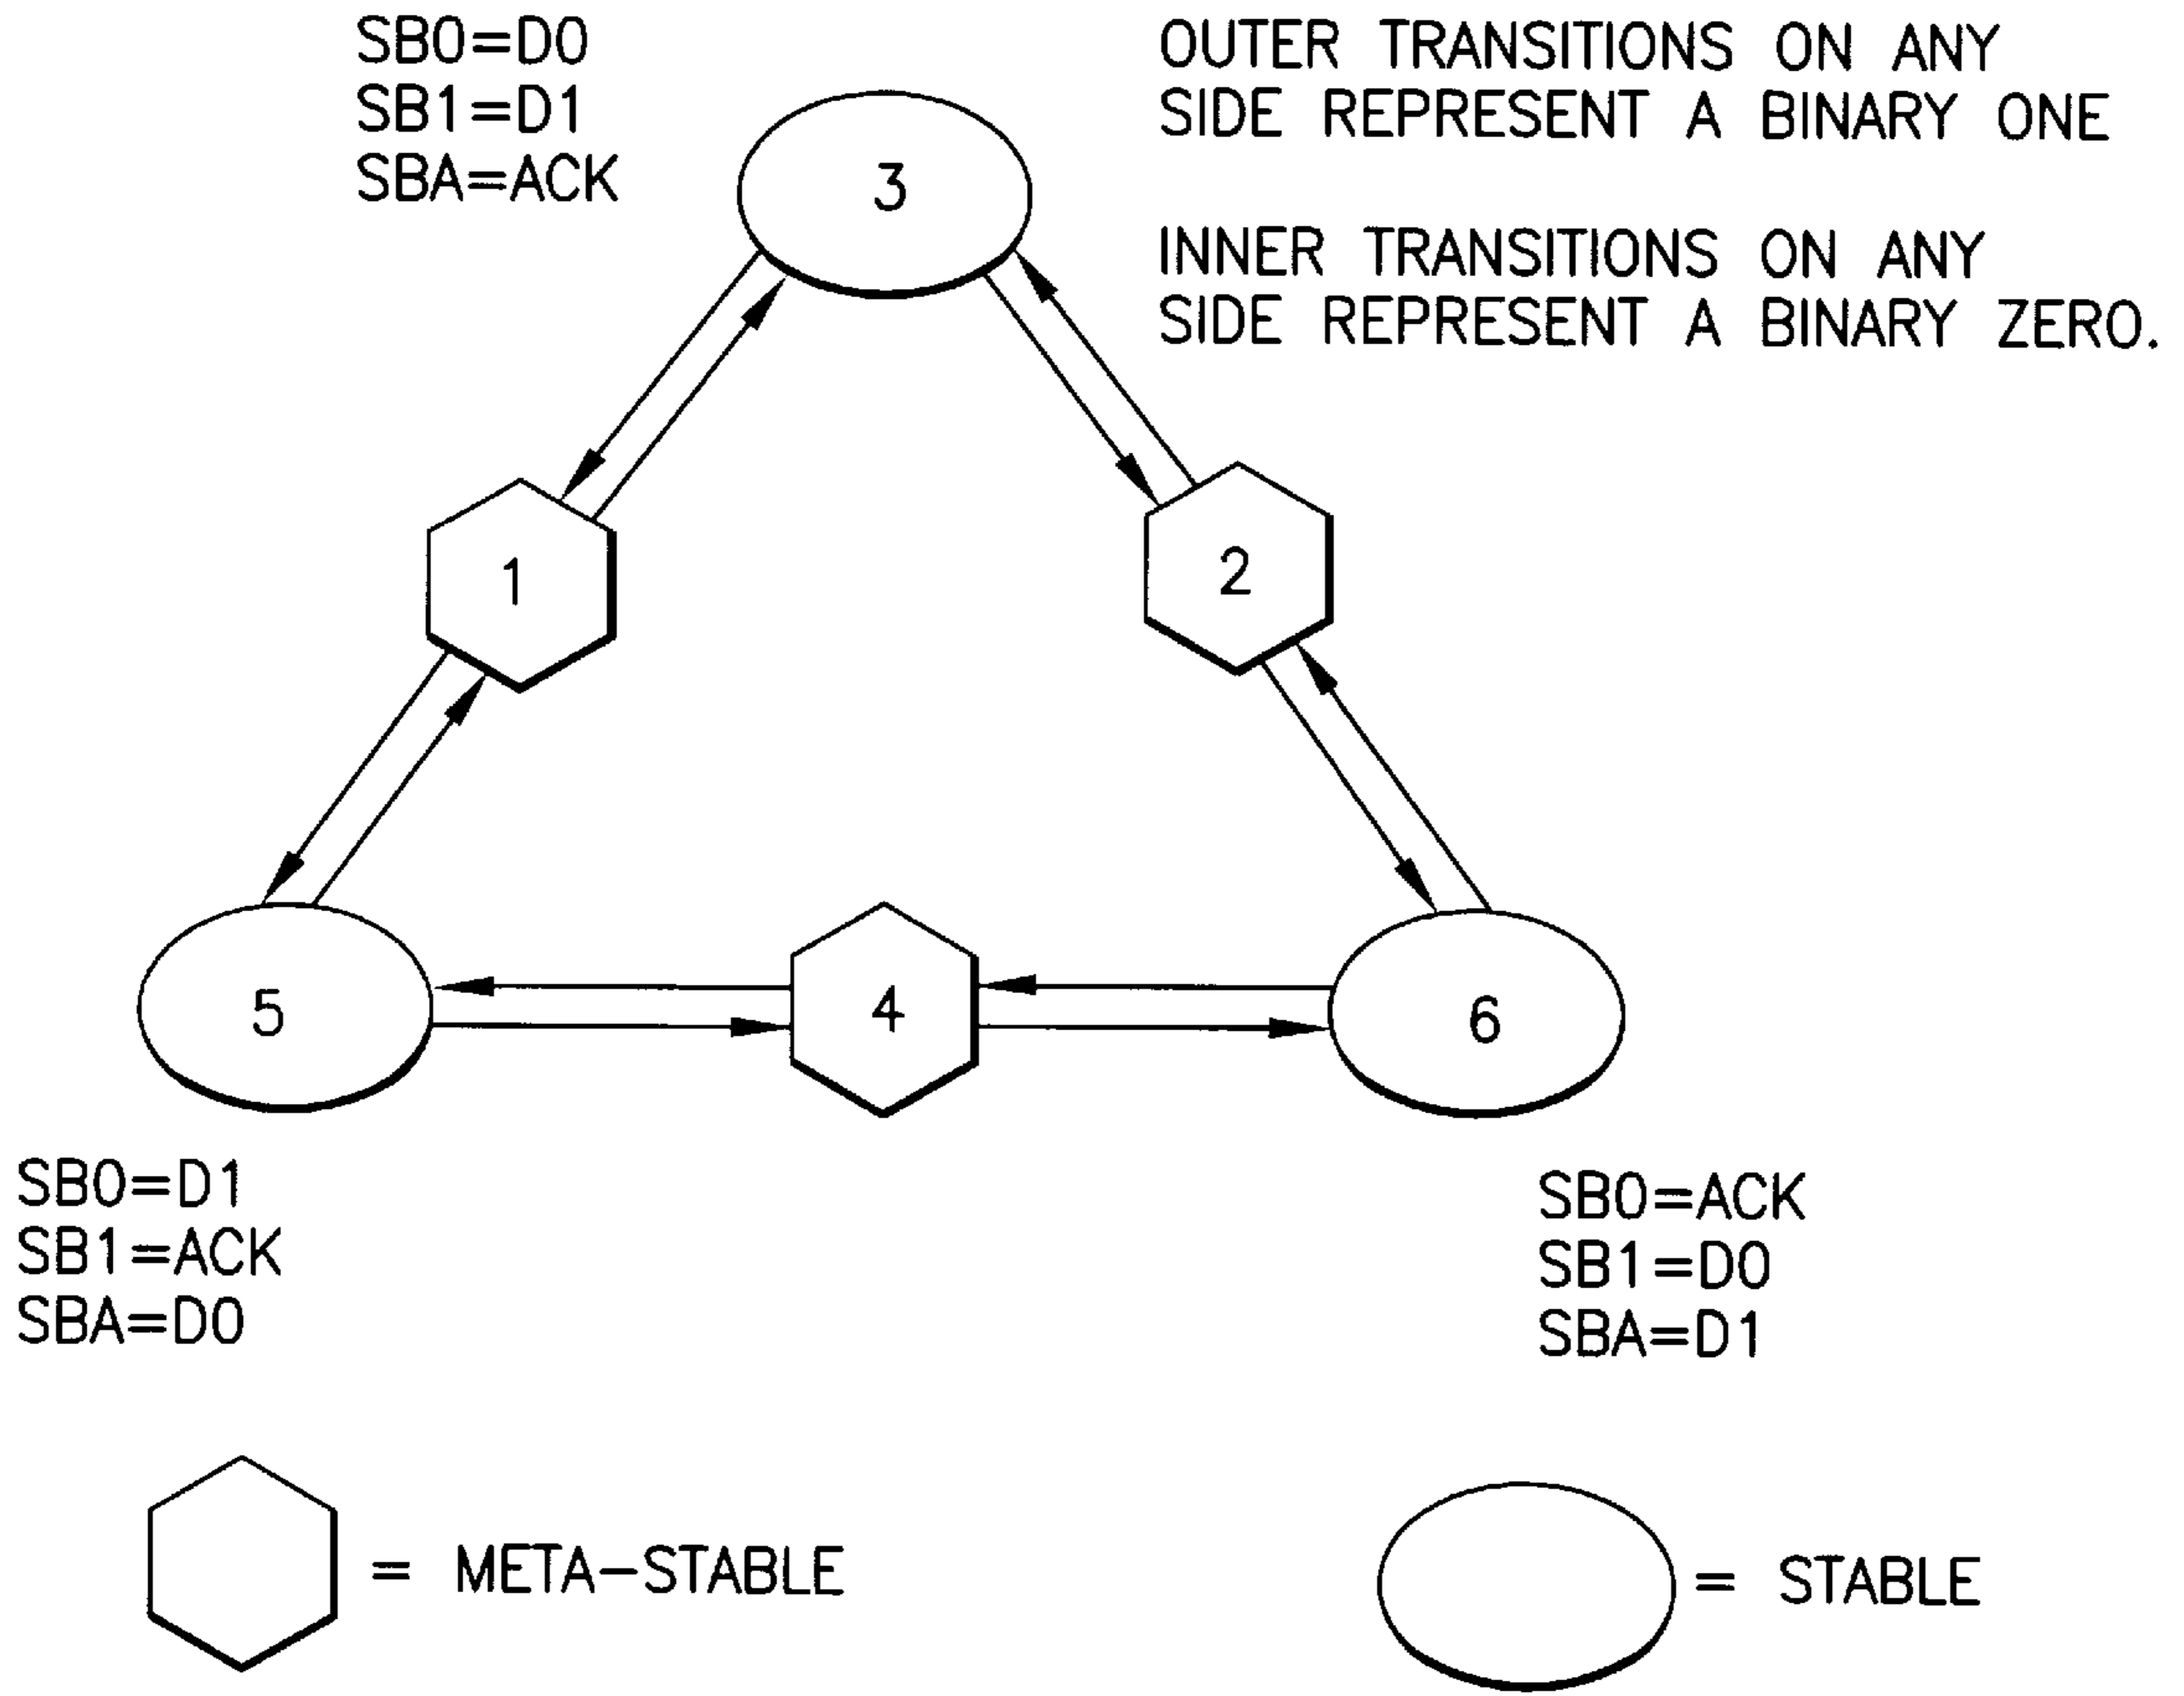 SB0=D0
SB1=D1
SBA=ACK
OUTER TRANSITIONS ON ANY
SIDE REPRESENT A BINARY ONE
INNER TRANSITIONS ON ANY
SIDE REPRESENT A BINARY ZERO.
3
1
2
5
4
6
SB0=D1
SB1=ACK
SBA=D0
SB0=ACK
SB1=D0
SBA=D1
= META-STABLE
= STABLE